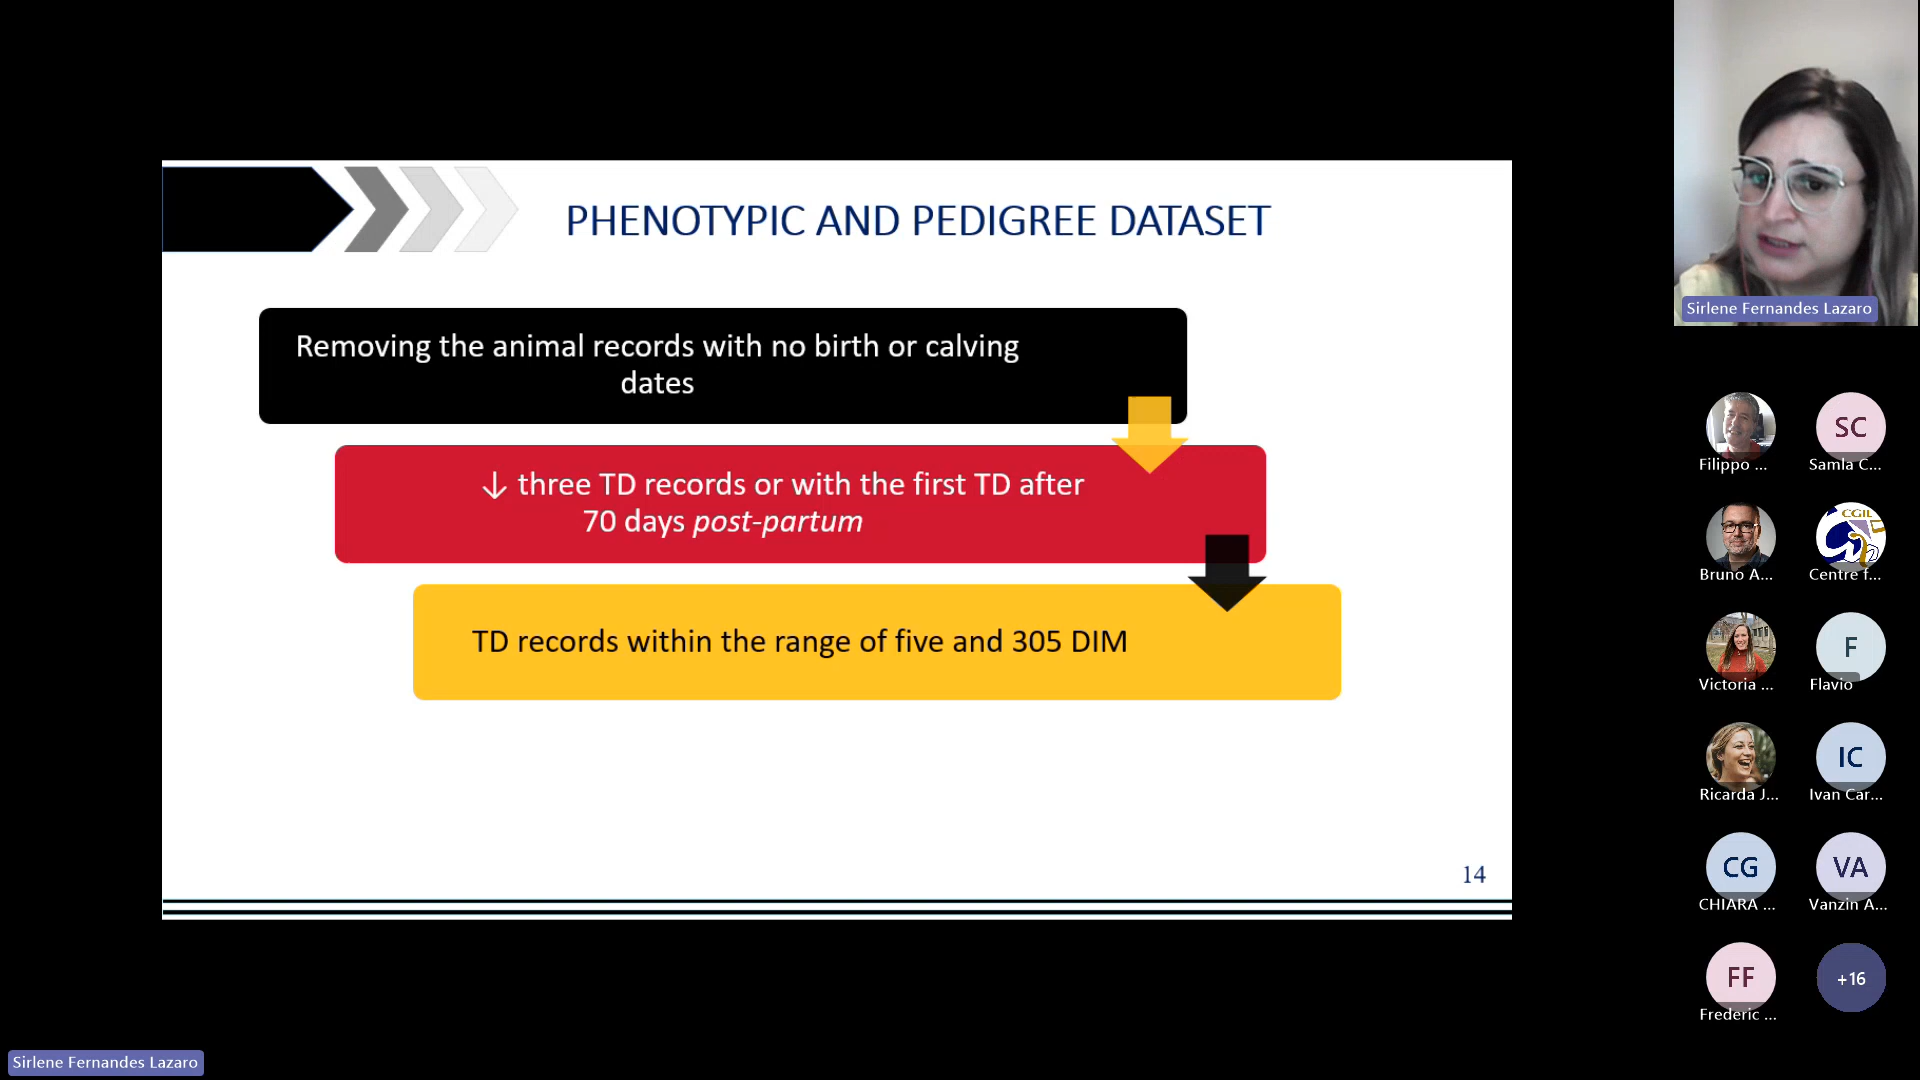 PHENOTYPIC AND PEDIGREE DATASET
Removing the animal records with no birth or calving
dates
↓ three TD records or with the first TD after
70 days post-partum
TD records within the range of five and 305 DIM
14
Sirlene Fernandes Lazaro
Filippo ...
SC
Samla C...
Bruno A...
CGIL
Centre f...
Victoria ...
F
Flavio
Ricarda J...
IC
Ivan Car...
CG
CHIARA ...
VA
Vanzin A...
FF
Frederic ...
+16
Sirlene Fernandes Lazaro